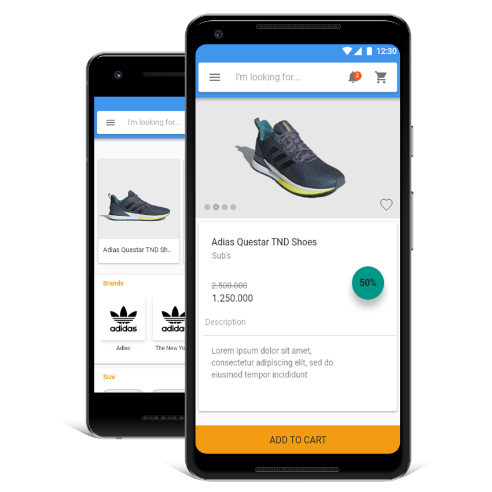 I'm looking for...
Adias Questar TND Sh..
Brands
adidas
adidas
Adias
The New Yo
Size
12:30
I'm looking for...
2
Adias Questar TND Shoes
Sub's
2.500.000
1.250.000
50%
Description
Lorem ipsum dolor sit amet,
consectetur adipiscing elit, sed do
eiusmod tempor incididunt
ADD TO CART